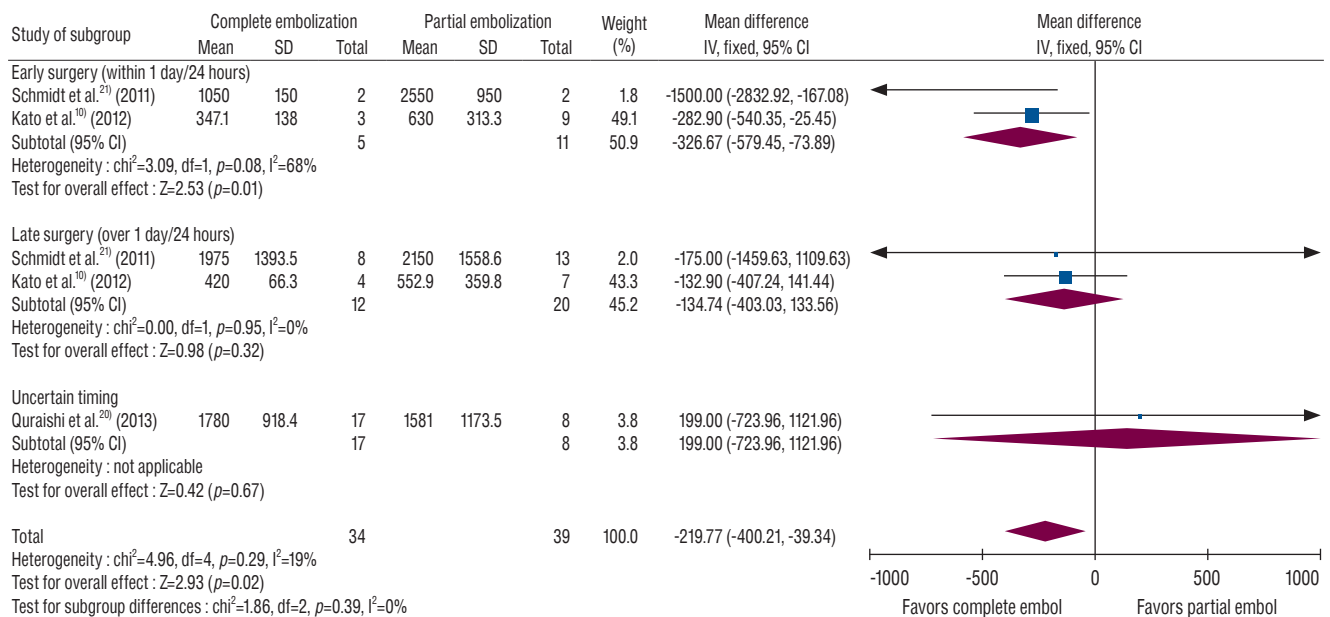 Study of subgroup Complete embolization Partial embolization Weight (%) Mean difference IV, fixed, 95% CI Mean difference IV, fixed, 95% CI
Mean SD Total Mean SD Total
Early surgery (within 1 day/24 hours)
Schmidt et al.21) (2011) 1050 150 2 2550 950 2 1.8 -1500.00 (-2832.92, -167.08)
Kato et al.10) (2012) 347.1 138 3 630 313.3 9 49.1 -282.90 (-540.35, -25.45)
Subtotal (95% CI) 5 11 50.9 -326.67 (-579.45, -73.89)
Heterogeneity : chi2=3.09, df=1, p=0.08, I2=68%
Test for overall effect : Z=2.53 (p=0.01)
Late surgery (over 1 day/24 hours)
Schmidt et al.21) (2011) 1975 1393.5 8 2150 1558.6 13 2.0 -175.00 (-1459.63, 1109.63)
Kato et al.10) (2012) 420 66.3 4 552.9 359.8 7 43.3 -132.90 (-407.24, 141.44)
Subtotal (95% CI) 12 20 45.2 -134.74 (-403.03, 133.56)
Heterogeneity : chi2=0.00, df=1, p=0.95, I2=0%
Test for overall effect : Z=0.98 (p=0.32)
Uncertain timing
Quraishi et al.20) (2013) 1780 918.4 17 1581 1173.5 8 3.8 199.00 (-723.96, 1121.96)
Subtotal (95% CI) 17 8 3.8 199.00 (-723.96, 1121.96)
Heterogeneity : not applicable
Test for overall effect : Z=0.42 (p=0.67)
Total 34 39 100.0 -219.77 (-400.21, -39.34)
Heterogeneity : chi2=4.96, df=4, p=0.29, I2=19%
Test for overall effect : Z=2.93 (p=0.02)
Test for subgroup differences : chi2=1.86, df=2, p=0.39, I2=0%
-1000 -500 0 500 1000
Favors complete embol Favors partial embol